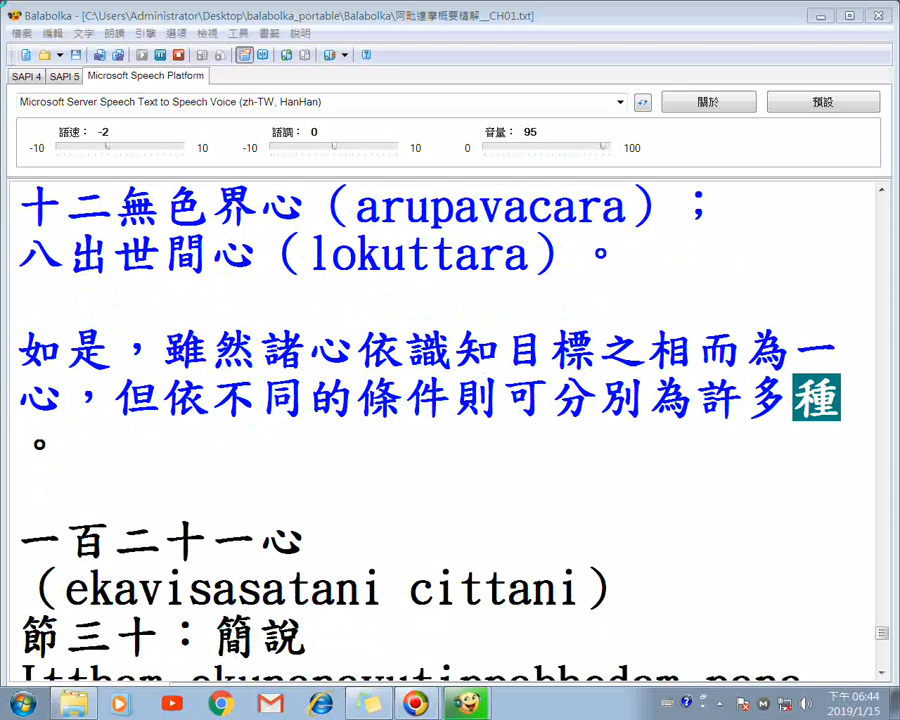 Balabolka - [C:\Users\Administrator\Desktop\balabolka_portable\Balabolka\阿毗達摩概要精解__CH01.txt]
檔案 編輯 文字 朗讀 引擎 選項 檢視 工具 書籤 說明
SAPI 4 SAPI 5 Microsoft Speech Platform
Microsoft Server Speech Text to Speech Voice (zh-TW, HanHan) 關於 預設
語速： -2 語調： 0 音量： 95
-10 10 -10 10 0 100
十二無色界心（arupavacara）；
八出世間心（lokuttara）。
如是，雖然諸心依識知目標之相而為一
心，但依不同的條件則可分別為許多種
。
一百二十一心
（ekavisasatani cittani）
節三十：簡說
下午 06:44
2019/1/15